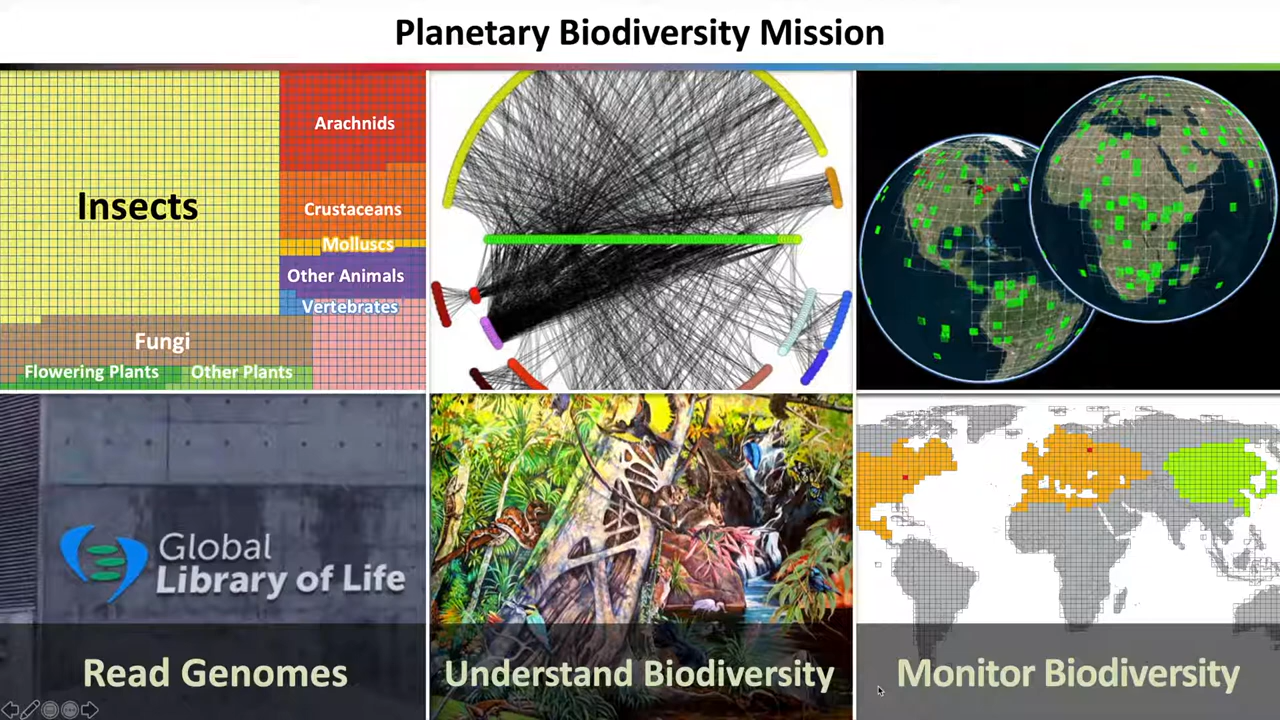 Planetary Biodiversity Mission
Insects
Arachnids
Crustaceans
Molluscs
Other Animals
Vertebrates
Fungi
Flowering Plants
Other Plants
Global
Library of Life
Read Genomes
Understand Biodiversity
Monitor Biodiversity